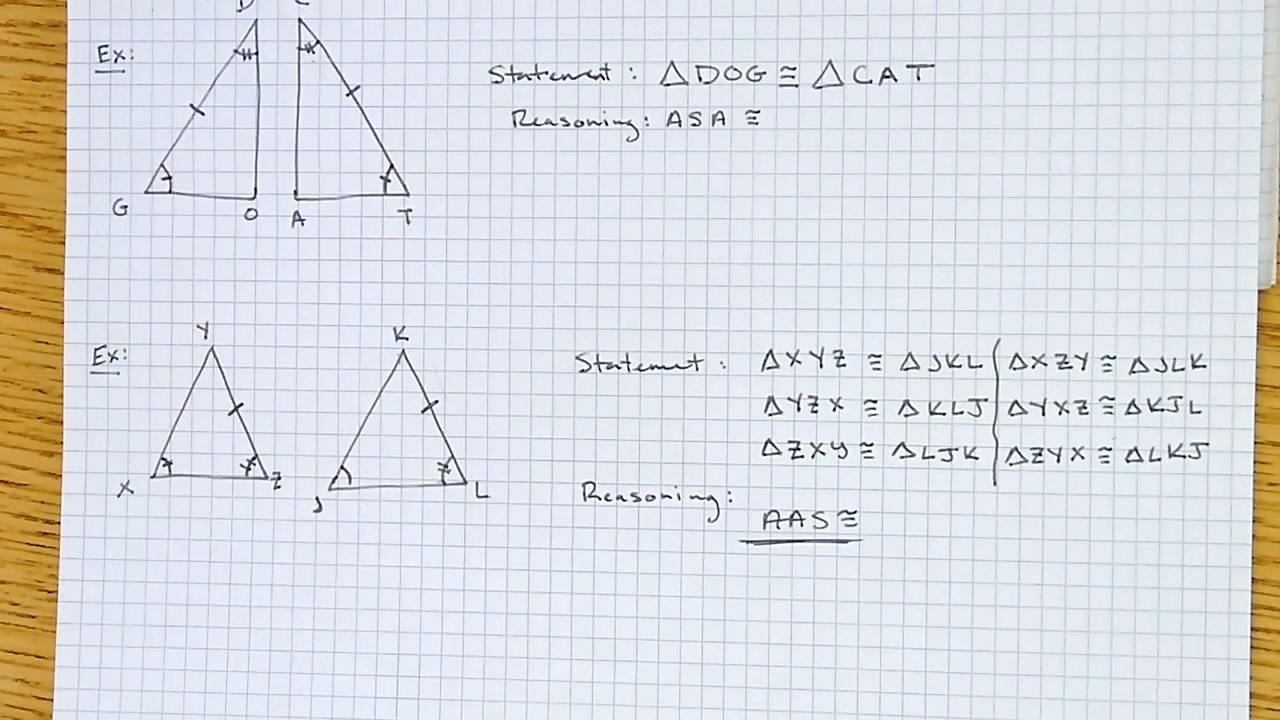 D C
Ex:
Statement : △DOG ≅ △CAT
Reasoning: ASA ≅
G O A T
Y K
Ex:
Statement : △XYZ ≅ △JKL △XZY ≅ △JLK
△YZX ≅ △KLJ △YXZ ≅ △KJL
△ZXY ≅ △LJK △ZYX ≅ △LKJ
X Z J L
Reasoning:
AAS ≅